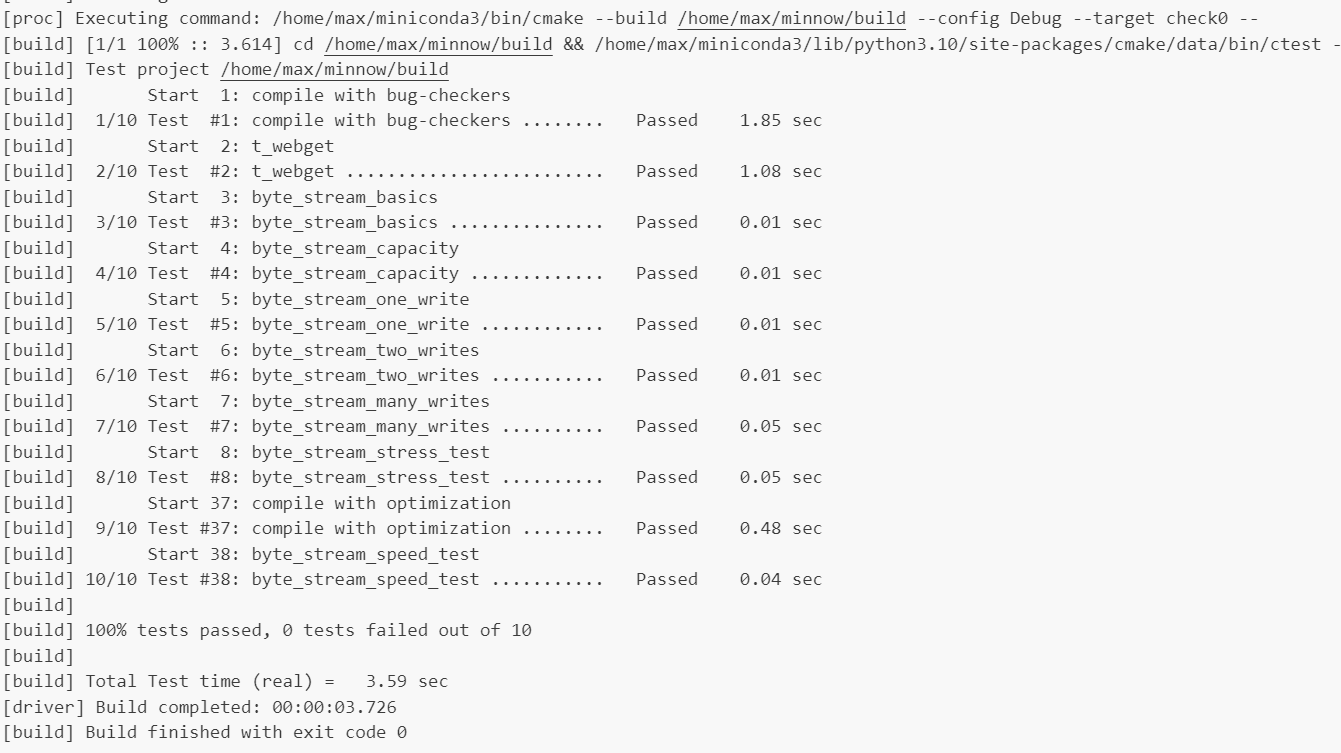 [proc] Executing command: /home/max/miniconda3/bin/cmake --build /home/max/minnow/build --config Debug --target check0 --
[build] [1/1 100% :: 3.614] cd /home/max/minnow/build && /home/max/miniconda3/lib/python3.10/site-packages/cmake/data/bin/ctest -
[build] Test project /home/max/minnow/build
[build]       Start  1: compile with bug-checkers
[build]  1/10 Test  #1: compile with bug-checkers ........   Passed    1.85 sec
[build]       Start  2: t_webget
[build]  2/10 Test  #2: t_webget .........................   Passed    1.08 sec
[build]       Start  3: byte_stream_basics
[build]  3/10 Test  #3: byte_stream_basics ...............   Passed    0.01 sec
[build]       Start  4: byte_stream_capacity
[build]  4/10 Test  #4: byte_stream_capacity .............   Passed    0.01 sec
[build]       Start  5: byte_stream_one_write
[build]  5/10 Test  #5: byte_stream_one_write ............   Passed    0.01 sec
[build]       Start  6: byte_stream_two_writes
[build]  6/10 Test  #6: byte_stream_two_writes ...........   Passed    0.01 sec
[build]       Start  7: byte_stream_many_writes
[build]  7/10 Test  #7: byte_stream_many_writes ..........   Passed    0.05 sec
[build]       Start  8: byte_stream_stress_test
[build]  8/10 Test  #8: byte_stream_stress_test ..........   Passed    0.05 sec
[build]       Start 37: compile with optimization
[build]  9/10 Test #37: compile with optimization ........   Passed    0.48 sec
[build]       Start 38: byte_stream_speed_test
[build] 10/10 Test #38: byte_stream_speed_test ...........   Passed    0.04 sec
[build]
[build] 100% tests passed, 0 tests failed out of 10
[build]
[build] Total Test time (real) =   3.59 sec
[driver] Build completed: 00:00:03.726
[build] Build finished with exit code 0